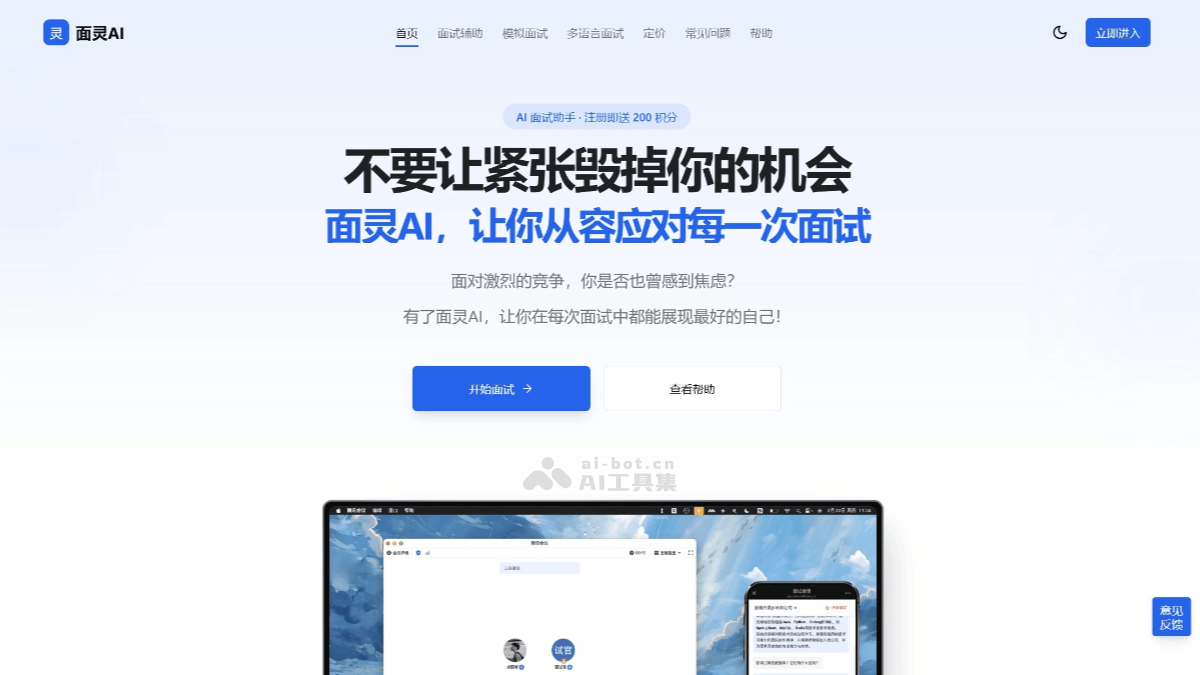 灵 面灵AI
首页 面试辅助 模拟面试 多语言面试 定价 常见问题 帮助
立即进入
AI 面试助手 · 注册即送 200 积分
不要让紧张毁掉你的机会
面灵AI，让你从容应对每一次面试
面对激烈的竞争，你是否也曾感到焦虑？
有了面灵AI，让你在每次面试中都能展现最好的自己！
开始面试 →
查看帮助
ai-bot.cn
AI工具集
试官
意见
反馈